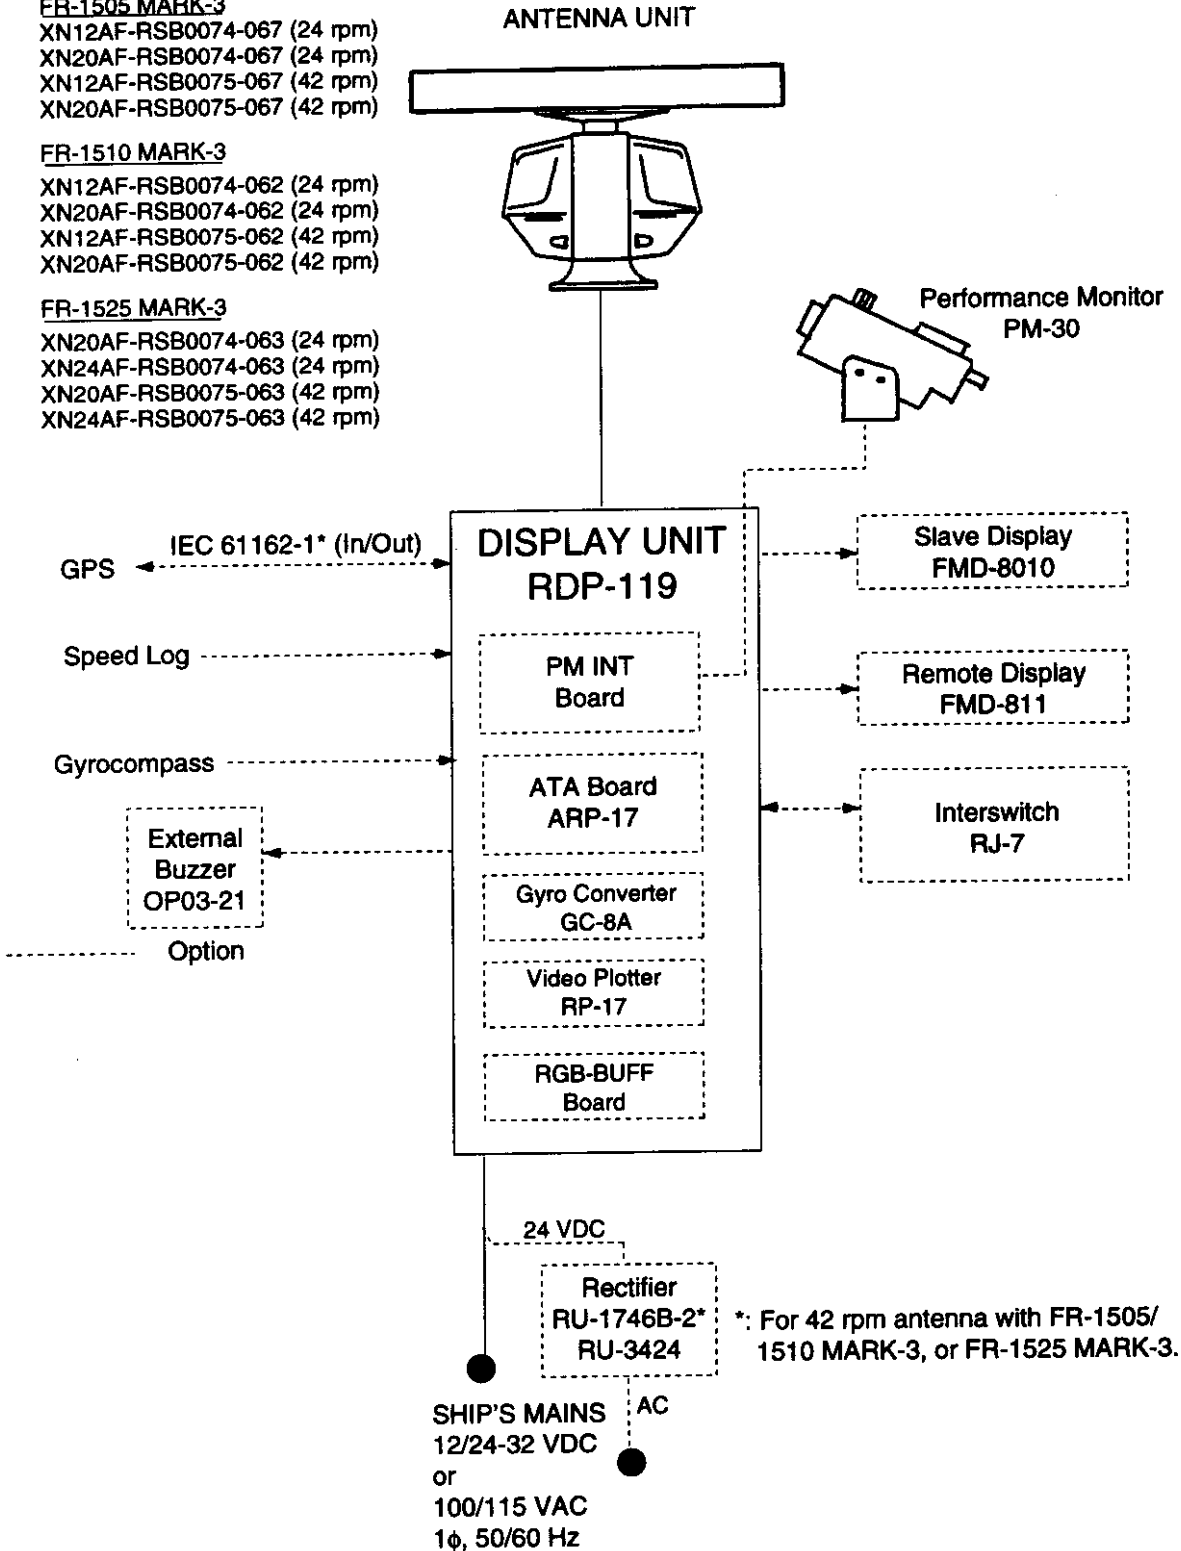 FR-1505 MARK-3
XN12AF-RSB0074-067 (24 rpm)
XN20AF-RSB0074-067 (24 rpm)
XN12AF-RSB0075-067 (42 rpm)
XN20AF-RSB0075-067 (42 rpm)
FR-1510 MARK-3
XN12AF-RSB0074-062 (24 rpm)
XN20AF-RSB0074-062 (24 rpm)
XN12AF-RSB0075-062 (42 rpm)
XN20AF-RSB0075-062 (42 rpm)
FR-1525 MARK-3
XN20AF-RSB0074-063 (24 rpm)
XN24AF-RSB0074-063 (24 rpm)
XN20AF-RSB0075-063 (42 rpm)
XN24AF-RSB0075-063 (42 rpm)
ANTENNA UNIT
Performance Monitor
PM-30
GPS
IEC 61162-1* (In/Out)
Speed Log
Gyrocompass
External
Buzzer
OP03-21
Option
DISPLAY UNIT
RDP-119
PM INT
Board
ATA Board
ARP-17
Gyro Converter
GC-8A
Video Plotter
RP-17
RGB-BUFF
Board
Slave Display
FMD-8010
Remote Display
FMD-811
Interswitch
RJ-7
24 VDC
Rectifier
RU-1746B-2*
RU-3424
*: For 42 rpm antenna with FR-1505/
1510 MARK-3, or FR-1525 MARK-3.
AC
SHIP'S MAINS
12/24-32 VDC
or
100/115 VAC
1ϕ, 50/60 Hz